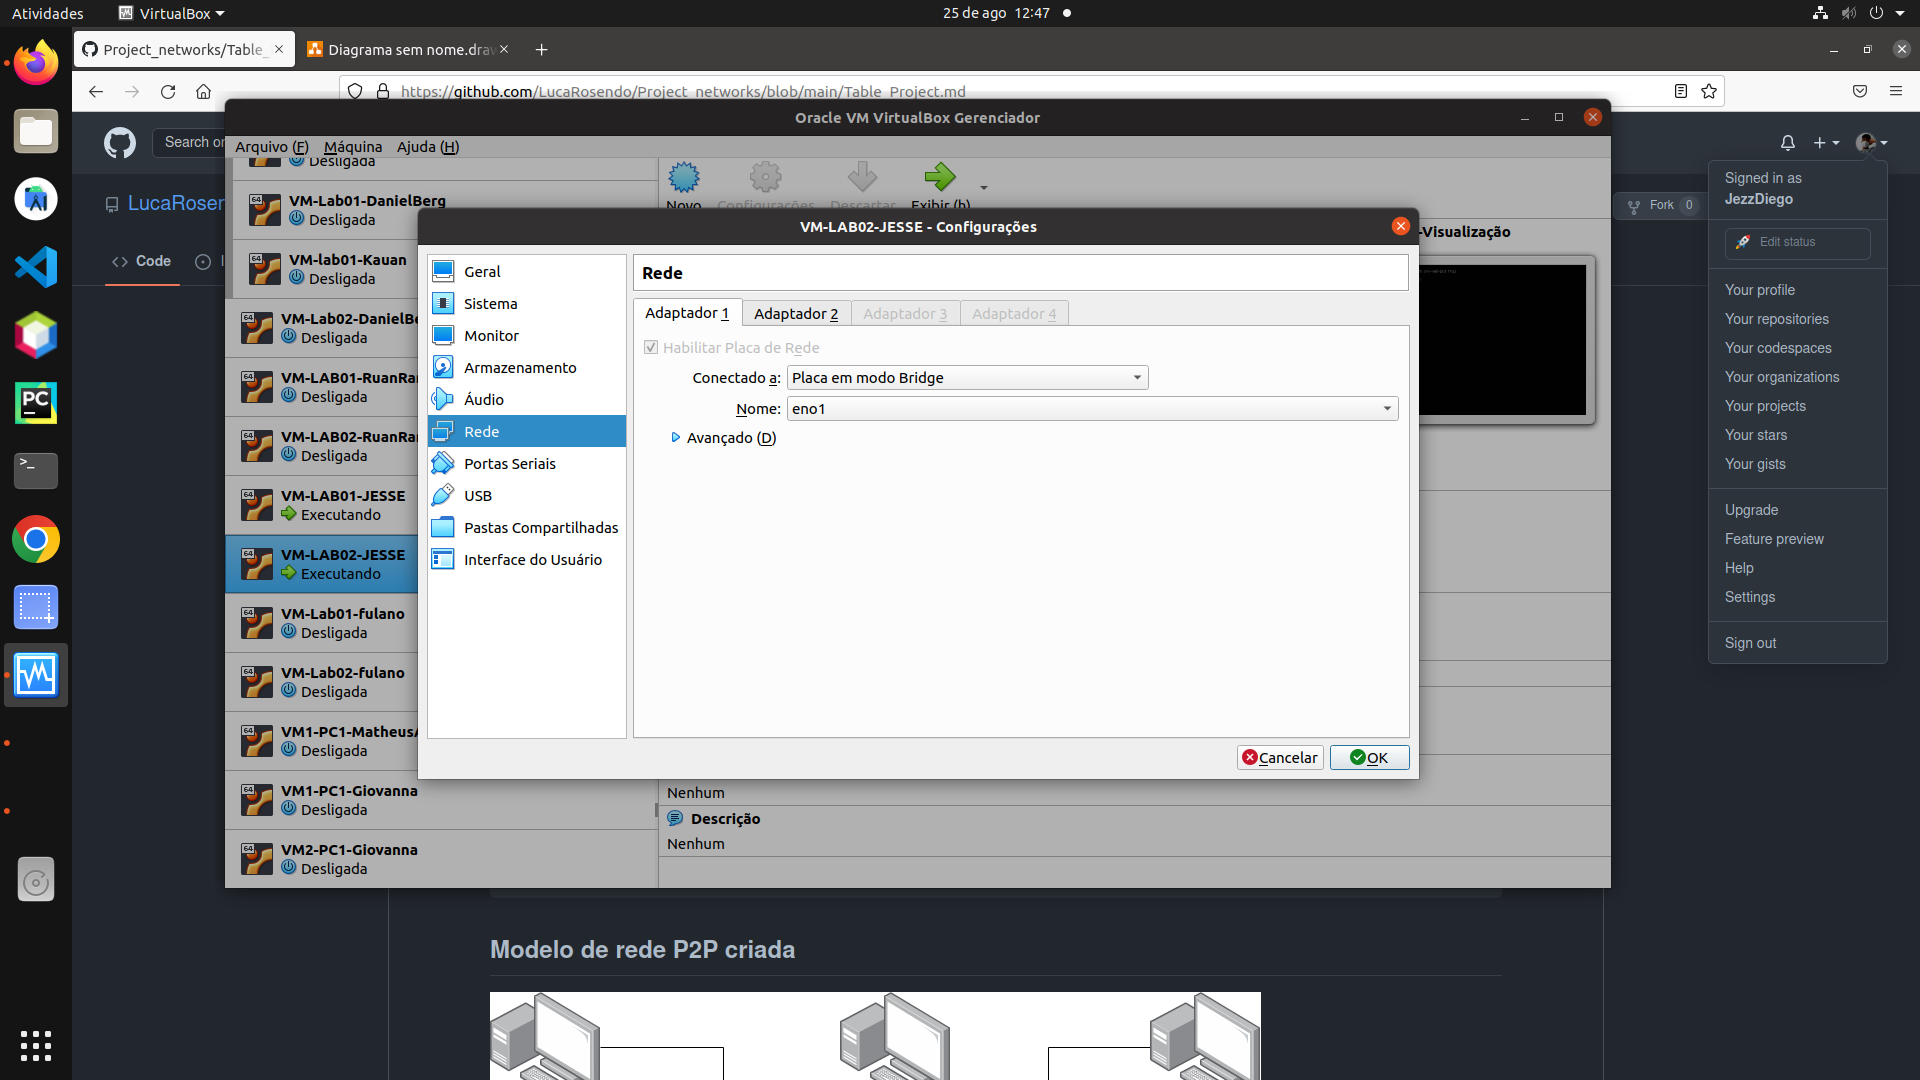 Atividades
VirtualBox
25 de ago 12:47
Project_networks/Table_
Diagrama sem nome.draw
https://github.com/LucaRosendo/Project_networks/blob/main/Table_Project.md
Oracle VM VirtualBox Gerenciador
Search or
Arquivo (F) Máquina Ajuda (H)
Desligada
VM-Lab01-DanielBerg
Desligada
VM-lab01-Kauan
Desligada
VM-Lab02-DanielBe
Desligada
VM-LAB01-RuanRan
Desligada
VM-LAB02-RuanRan
Desligada
VM-LAB01-JESSE
Executando
VM-LAB02-JESSE
Executando
VM-Lab01-fulano
Desligada
VM-Lab02-fulano
Desligada
VM1-PC1-MatheusA
Desligada
VM1-PC1-Giovanna
Desligada
VM2-PC1-Giovanna
Desligada
Novo Configurações Descartar Exibir (h)
-Visualização
LucaRosen
Code
VM-LAB02-JESSE - Configurações
Geral
Sistema
Monitor
Armazenamento
Áudio
Rede
Portas Seriais
USB
Pastas Compartilhadas
Interface do Usuário
Rede
Adaptador 1 Adaptador 2 Adaptador 3 Adaptador 4
Habilitar Placa de Rede
Conectado a: Placa em modo Bridge
Nome: eno1
Avançado (D)
Cancelar OK
Nenhum
Descrição
Nenhum
Fork 0
Signed in as
JezzDiego
Edit status
Your profile
Your repositories
Your codespaces
Your organizations
Your projects
Your stars
Your gists
Upgrade
Feature preview
Help
Settings
Sign out
Modelo de rede P2P criada